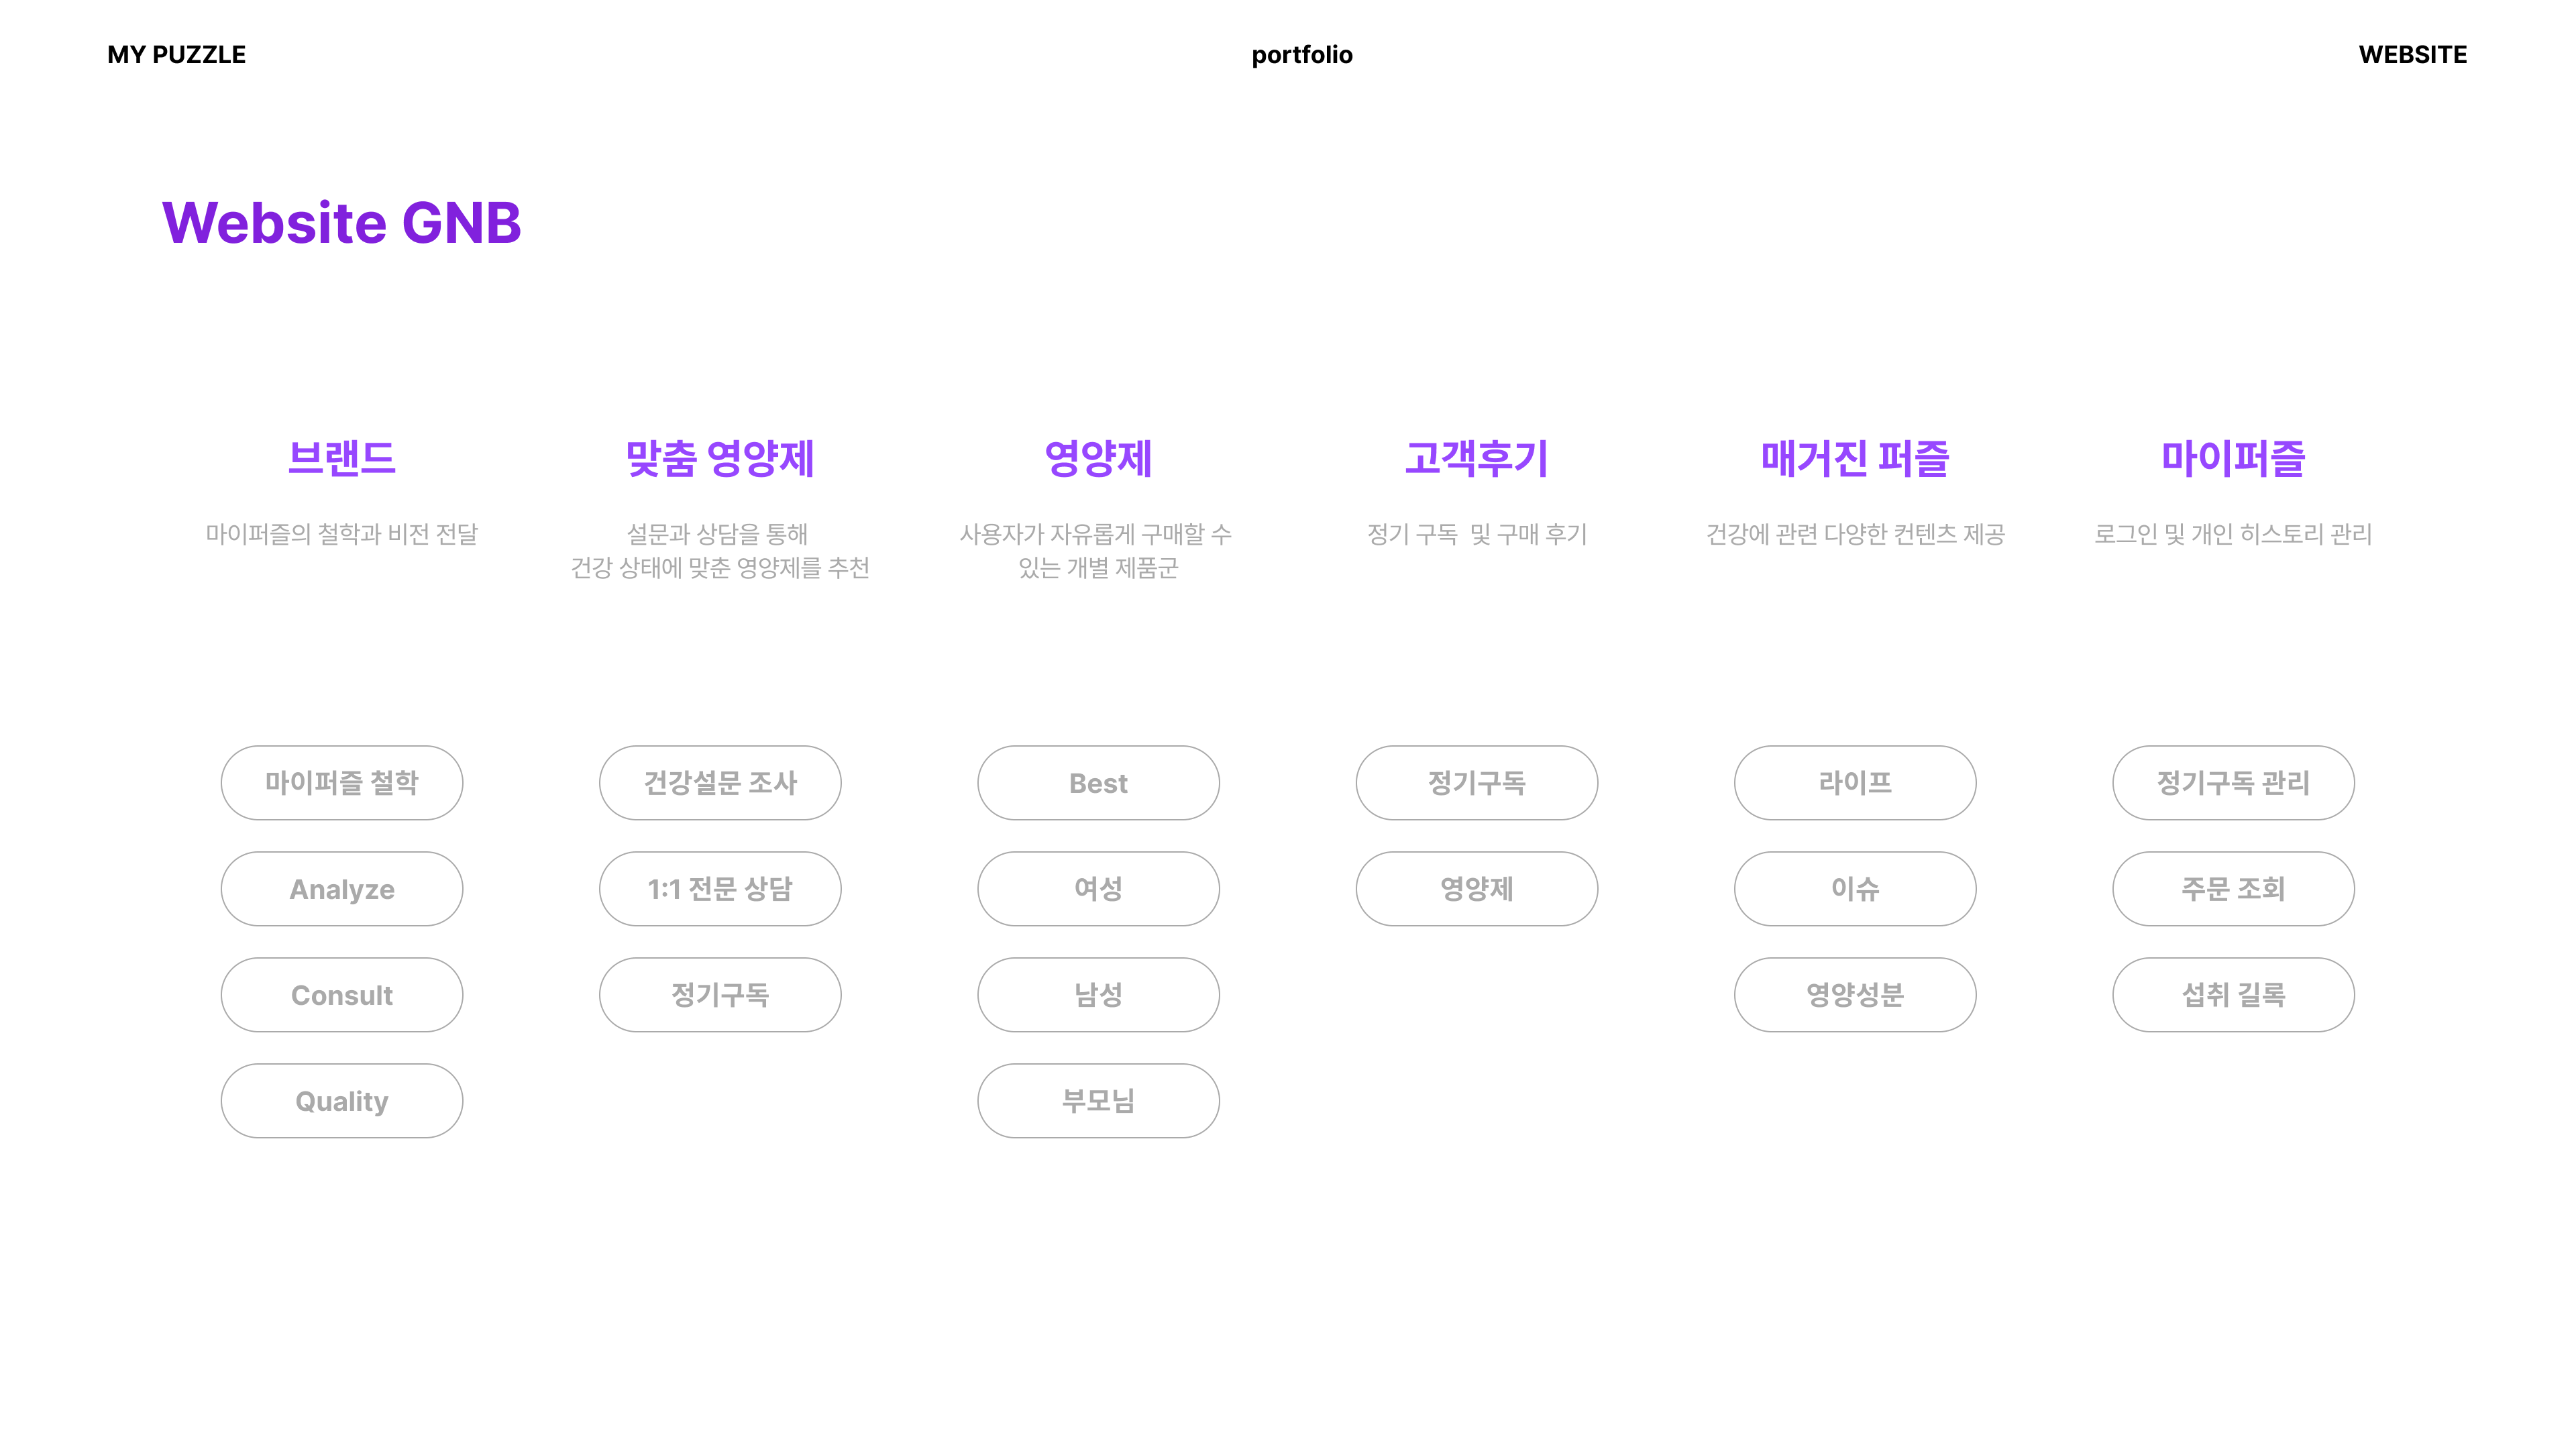 MY PUZZLE
portfolio
WEBSITE
Website GNB
브랜드
마이퍼즐의 철학과 비전 전달
마이퍼즐 철학
Analyze
Consult
Quality
맞춤 영양제
설문과 상담을 통해
건강 상태에 맞춘 영양제를 추천
건강설문 조사
1:1 전문 상담
정기구독
영양제
사용자가 자유롭게 구매할 수
있는 개별 제품군
Best
여성
남성
부모님
고객후기
정기 구독 및 구매 후기
정기구독
영양제
매거진 퍼즐
건강에 관련 다양한 컨텐츠 제공
라이프
이슈
영양성분
마이퍼즐
로그인 및 개인 히스토리 관리
정기구독 관리
주문 조회
섭취 길록